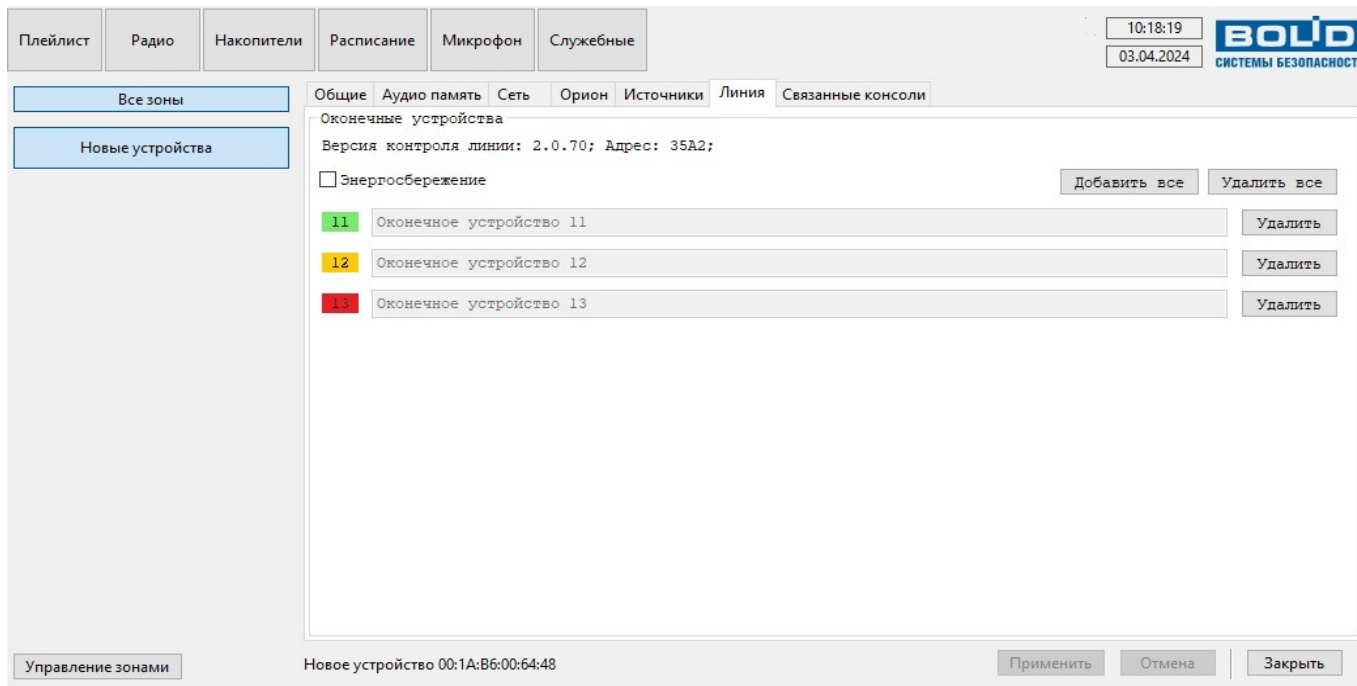 Плейлист Радио Накопители Расписание Микрофон Служебные
10:18:19
03.04.2024
BOLID
СИСТЕМЫ БЕЗОПАСНОСТ
Все зоны
Новые устройства
Общие Аудио память Сеть Орион Источники Линия Связанные консоли
Оконечные устройства
Версия контроля линии: 2.0.70; Адрес: 35A2;
Энергосбережение
Добавить все Удалить все
11 Оконечное устройство 11 Удалить
12 Оконечное устройство 12 Удалить
13 Оконечное устройство 13 Удалить
Управление зонами
Новое устройство 00:1A:B6:00:64:48
Применить Отмена Закрыть